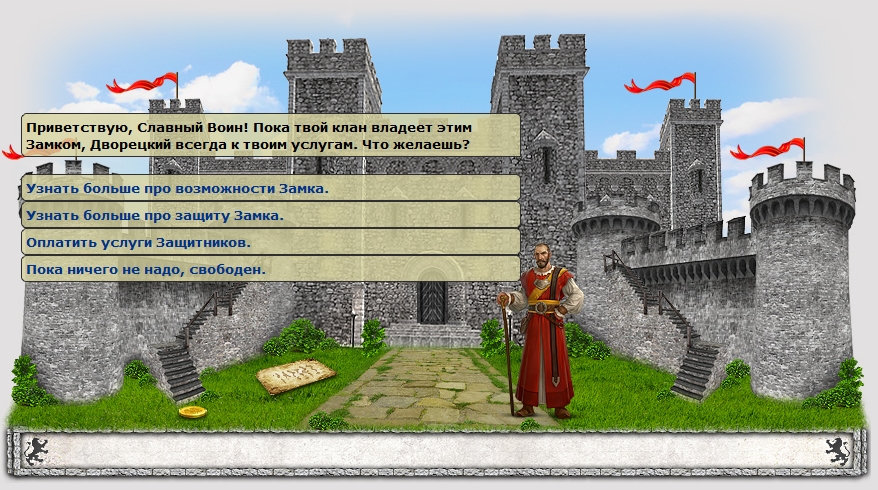 Приветствую, Славный Воин! Пока твой клан владеет этим
Замком, Дворецкий всегда к твоим услугам. Что желаешь?
Узнать больше про возможности Замка.
Узнать больше про защиту Замка.
Оплатить услуги Защитников.
Пока ничего не надо, свободен.